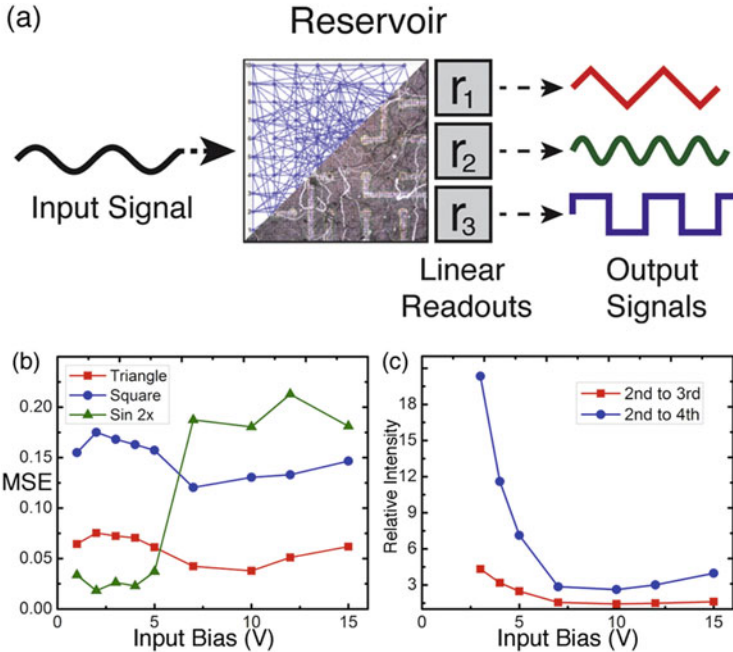 (a)
Reservoir
Input Signal
r1
r2
r3
Linear
Readouts
Output
Signals
(b)
Triangle
Square
Sin 2x
MSE
0.20
0.15
0.10
0.05
0.00
0 5 10 15
Input Bias (V)
(c)
2nd to 3rd
2nd to 4th
Relative Intensity
21
18
15
12
9
6
3
0 5 10 15
Input Bias (V)